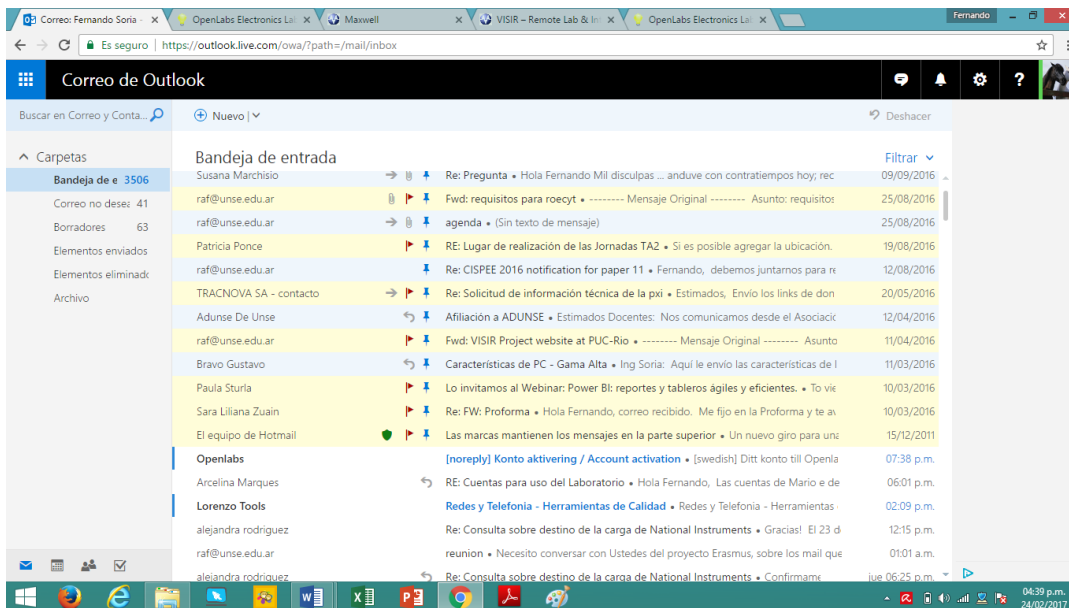 Correo: Fernando Soria - OpenLabs Electronics La Maxwell VISIR – Remote Lab & In OpenLabs Electronics La Fernando
Es seguro https://outlook.live.com/owa/?path=/mail/inbox
Correo de Outlook ?
Buscar en Correo y Conta... Nuevo Deshacer
Carpetas Bandeja de entrada Filtrar
Bandeja de e 3506 Susana Marchisio Re: Pregunta • Hola Fernando Mil disculpas ... anduve con contratiempos hoy; rec 09/09/2016
Correo no desea 41 raf@unse.edu.ar Fwd: requisitos para roecyt • -------- Mensaje Original -------- Asunto: requisitos 25/08/2016
Borradores 63 raf@unse.edu.ar agenda • (Sin texto de mensaje) 25/08/2016
Elementos enviados Patricia Ponce RE: Lugar de realización de las Jornadas TA2 • Si es posible agregar la ubicación. 19/08/2016
Elementos eliminado raf@unse.edu.ar Re: CISPEE 2016 notification for paper 11 • Fernando, debemos juntarnos para re 12/08/2016
Archivo TRACNOVA SA - contacto Re: Solicitud de información técnica de la pxi • Estimados, Envío los links de don 20/05/2016
Adunse De Unse Afiliación a ADUNSE • Estimados Docentes: Nos comunicamos desde el Asociació 12/04/2016
raf@unse.edu.ar Fwd: VISIR Project website at PUC-Rio • -------- Mensaje Original -------- Asunto 11/04/2016
Bravo Gustavo Características de PC - Gama Alta • Ing Soria: Aquí le envío las características de l 11/03/2016
Paula Sturla Lo invitamos al Webinar: Power BI: reportes y tableros ágiles y eficientes. • To vie 10/03/2016
Sara Liliana Zuain Re: FW: Proforma • Hola Fernando, correo recibido. Me fijo en la Proforma y te av 10/03/2016
El equipo de Hotmail Las marcas mantienen los mensajes en la parte superior • Un nuevo giro para una 15/12/2011
Openlabs [noreply] Konto aktivering / Account activation • [swedish] Ditt konto till Openla 07:38 p.m.
Arcelina Marques RE: Cuentas para uso del Laboratorio • Hola Fernando, Las cuentas de Mario e de 06:01 p.m.
Lorenzo Tools Redes y Telefonia - Herramientas de Calidad • Redes y Telefonia - Herramientas 02:09 p.m.
alejandra rodriguez Re: Consulta sobre destino de la carga de National Instruments • Gracias! El 23 d 12:15 p.m.
raf@unse.edu.ar reunion • Necesito conversar con Ustedes del proyecto Erasmus, sobre los mail que 01:01 a.m.
alejandra rodriguez Re: Consulta sobre destino de la carga de National Instruments • Confirmame jue 06:25 p.m.
04:39 p.m.
24/02/2017